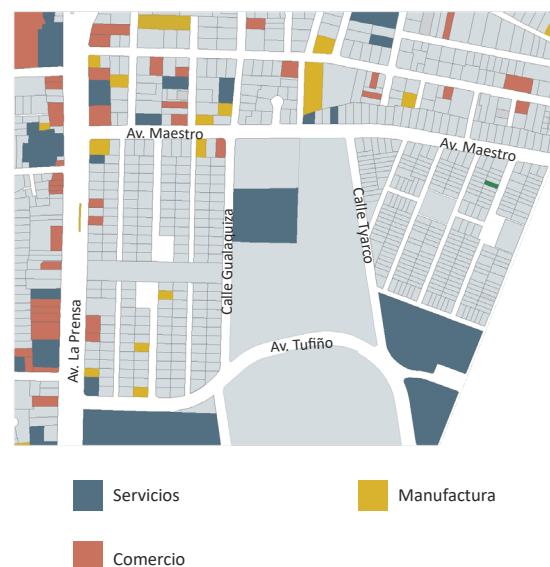 Av. Maestro
Av. Maestro
Calle Tyarco
Calle Gualaquiza
Av. La Prensa
Av. Tufiño
Servicios
Manufactura
Comercio